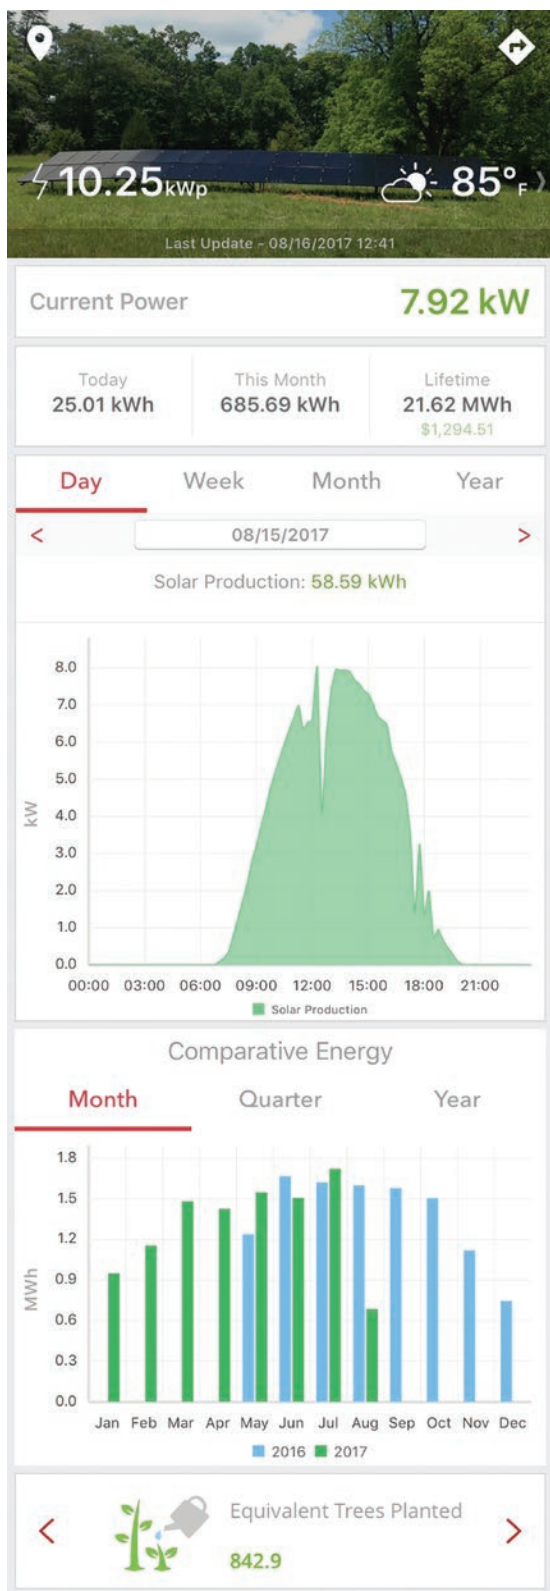 10.25kWp 85°F
Last Update - 08/16/2017 12:41
Current Power 7.92 kW
Today This Month Lifetime
25.01 kWh 685.69 kWh 21.62 MWh
$1,294.51
Day Week Month Year
< 08/15/2017 >
Solar Production: 58.59 kWh
8.0
7.0
6.0
5.0
4.0
3.0
2.0
1.0
0.0
kW
00:00 03:00 06:00 09:00 12:00 15:00 18:00 21:00
Solar Production
Comparative Energy
Month Quarter Year
1.8
1.5
1.2
0.9
0.6
0.3
0.0
MWh
Jan Feb Mar Apr May Jun Jul Aug Sep Oct Nov Dec
2016 2017
Equivalent Trees Planted
842.9